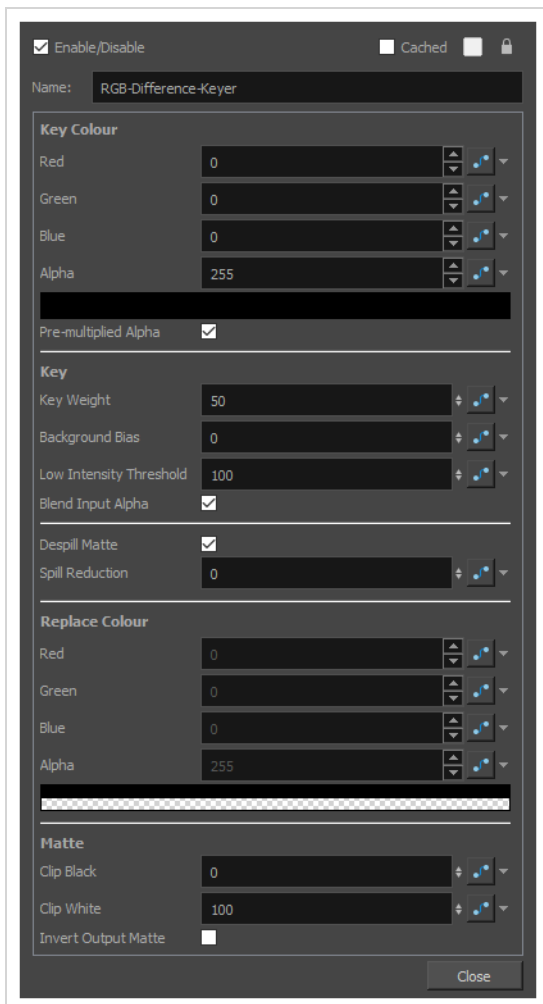 Enable/Disable Cached
Name: RGB-Difference-Keyer
Key Colour
Red 0
Green 0
Blue 0
Alpha 255
Pre-multiplied Alpha
Key
Key Weight 50
Background Bias 0
Low Intensity Threshold 100
Blend Input Alpha
Despill Matte
Spill Reduction 0
Replace Colour
Red 0
Green 0
Blue 0
Alpha 255
Matte
Clip Black 0
Clip White 100
Invert Output Matte
Close